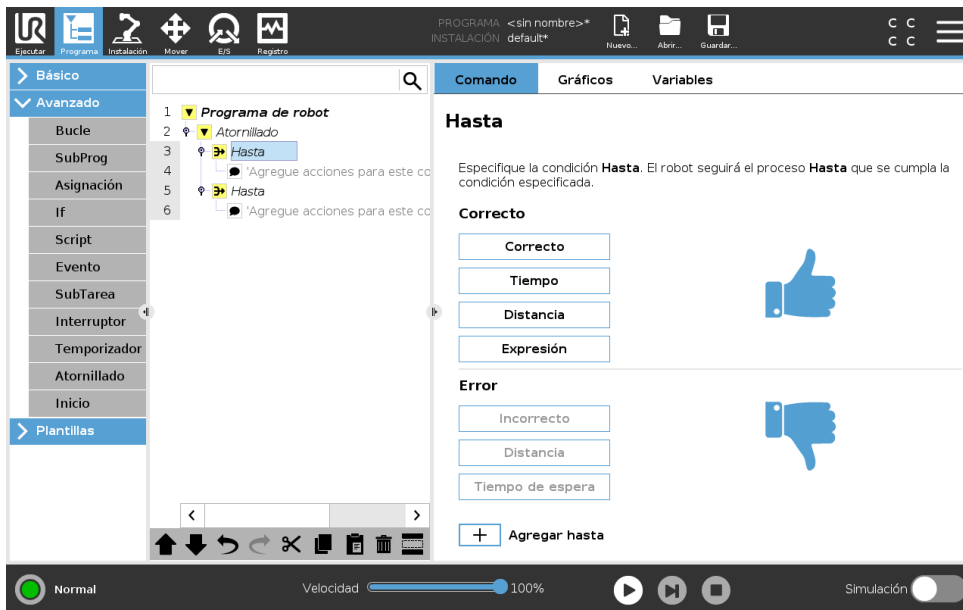 UR
PROGRAMA <sin nombre>*
INSTALACIÓN default*
Ejecutar Programa Instalación Mover E/S Registro
Nuevo... Abrir... Guardar...
C C
C C
Básico
Avanzado
Bucle
SubProg
Asignación
If
Script
Evento
SubTarea
Interruptor
Temporizador
Atornillado
Inicio
Plantillas
1 Programa de robot
2 Atornillado
3 Hasta
4 'Agregue acciones para este co
5 Hasta
6 'Agregue acciones para este co
Comando Gráficos Variables
Hasta
Especifique la condición Hasta. El robot seguirá el proceso Hasta que se cumpla la
condición especificada.
Correcto
Correcto
Tiempo
Distancia
Expresión
Error
Incorrecto
Distancia
Tiempo de espera
+ Agregar hasta
Normal
Velocidad 100%
Simulación